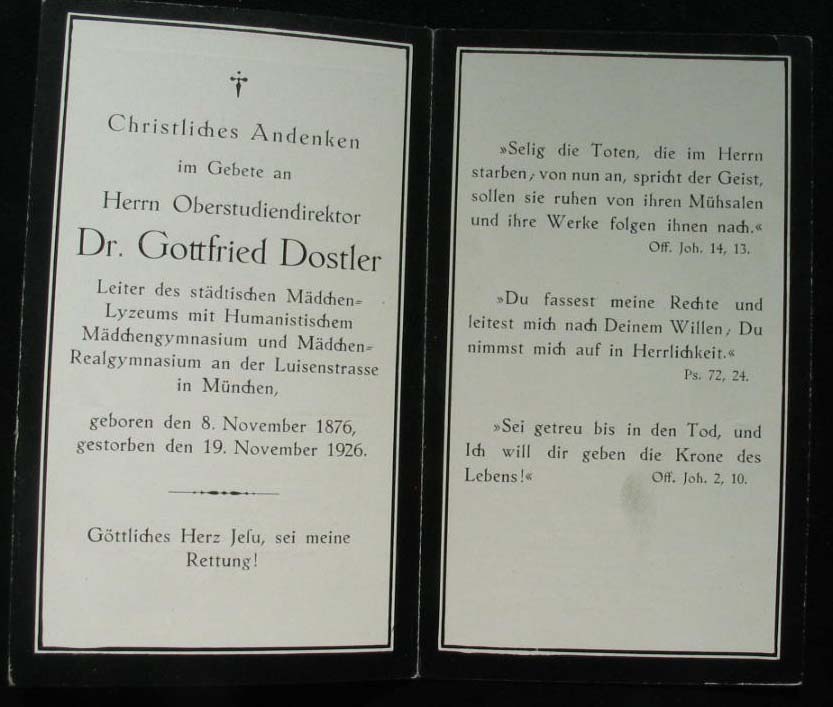 Christliches Andenken
im Gebete an
Herrn Oberstudiendirektor
Dr. Gottfried Dostler
Leiter des städtischen Mädchen=
Lyzeums mit Humanistischem
Mädchengymnasium und Mädchen=
Realgymnasium an der Luisenstrasse
in München,
geboren den 8. November 1876,
gestorben den 19. November 1926.
Göttliches Herz Jeſu, sei meine
Rettung!
»Selig die Toten, die im Herrn
starben, von nun an, spricht der Geist,
sollen sie ruhen von ihren Mühsalen
und ihre Werke folgen ihnen nach.«
Off. Joh. 14, 13.
»Du fassest meine Rechte und
leitest mich nach Deinem Willen, Du
nimmst mich auf in Herrlichkeit.«
Ps. 72, 24.
»Sei getreu bis in den Tod, und
Ich will dir geben die Krone des
Lebens!« Off. Joh. 2, 10.